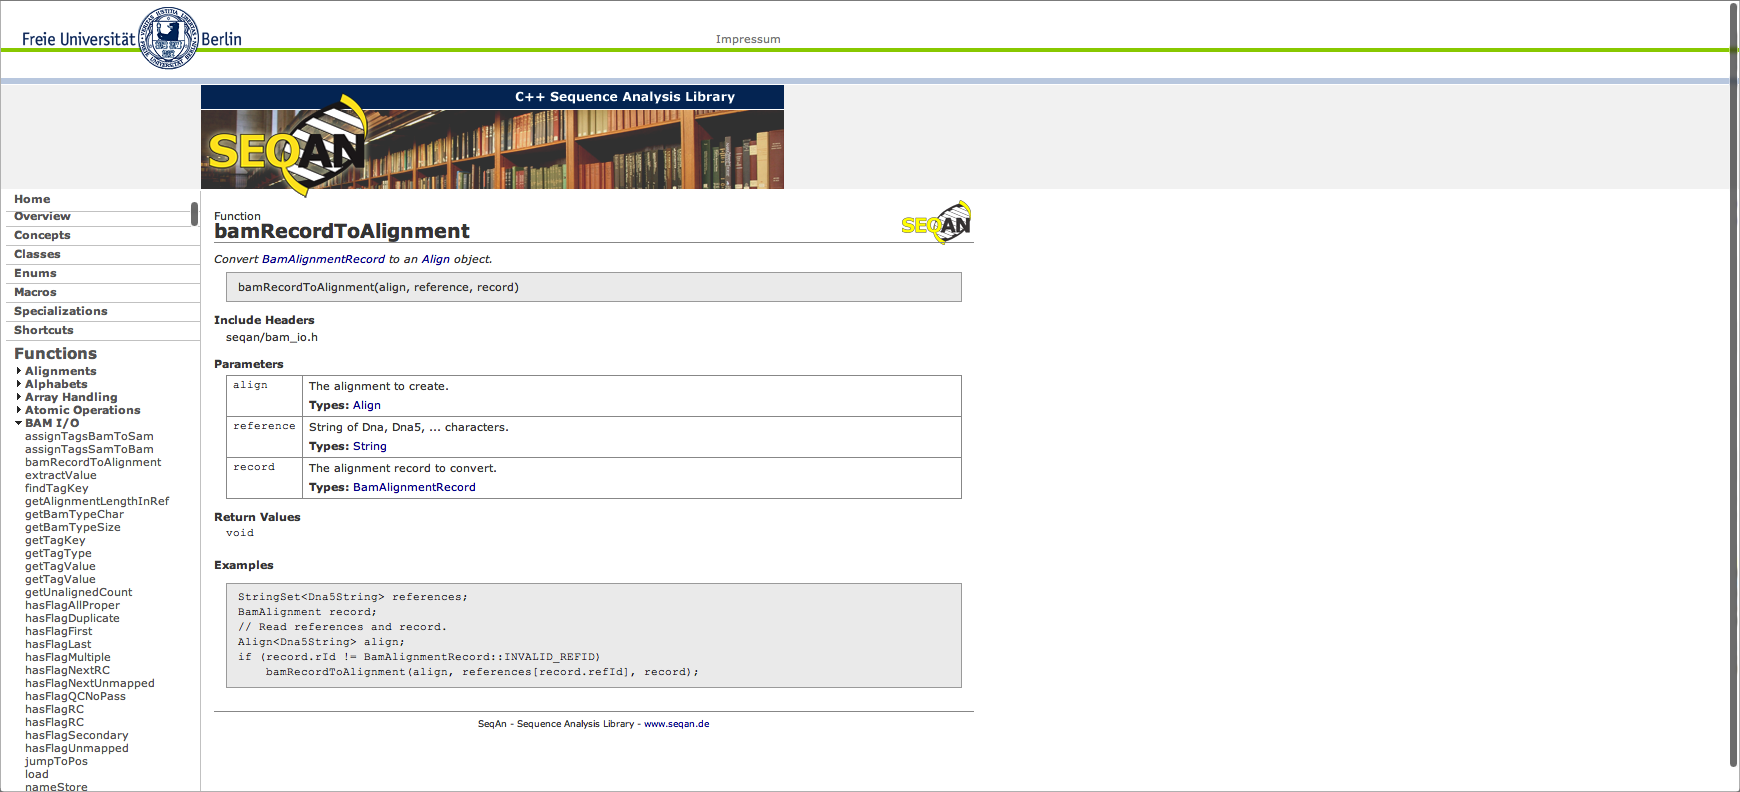 Freie Universität Berlin
Impressum
C++ Sequence Analysis Library
SEQAN
Home
Overview
Concepts
Classes
Enums
Macros
Specializations
Shortcuts
Functions
Alignments
Alphabets
Array Handling
Atomic Operations
BAM I/O
assignTagsBamToSam
assignTagsSamToBam
bamRecordToAlignment
extractValue
findTagKey
getAlignmentLengthInRef
getBamTypeChar
getBamTypeSize
getTagKey
getTagType
getTagValue
getTagValue
getUnalignedCount
hasFlagAllProper
hasFlagDuplicate
hasFlagFirst
hasFlagLast
hasFlagMultiple
hasFlagNextRC
hasFlagNextUnmapped
hasFlagQCNoPass
hasFlagRC
hasFlagRC
hasFlagSecondary
hasFlagUnmapped
jumpToPos
load
nameStore
Function
bamRecordToAlignment
SEQAN
Convert BamAlignmentRecord to an Align object.
bamRecordToAlignment(align, reference, record)
Include Headers
seqan/bam_io.h
Parameters
align The alignment to create.
Types: Align
reference String of Dna, Dna5, ... characters.
Types: String
record The alignment record to convert.
Types: BamAlignmentRecord
Return Values
void
Examples
StringSet<Dna5String> references;
BamAlignment record;
// Read references and record.
Align<Dna5String> align;
if (record.rId != BamAlignmentRecord::INVALID_REFID)
    bamRecordToAlignment(align, references[record.refId], record);
SeqAn - Sequence Analysis Library - www.seqan.de